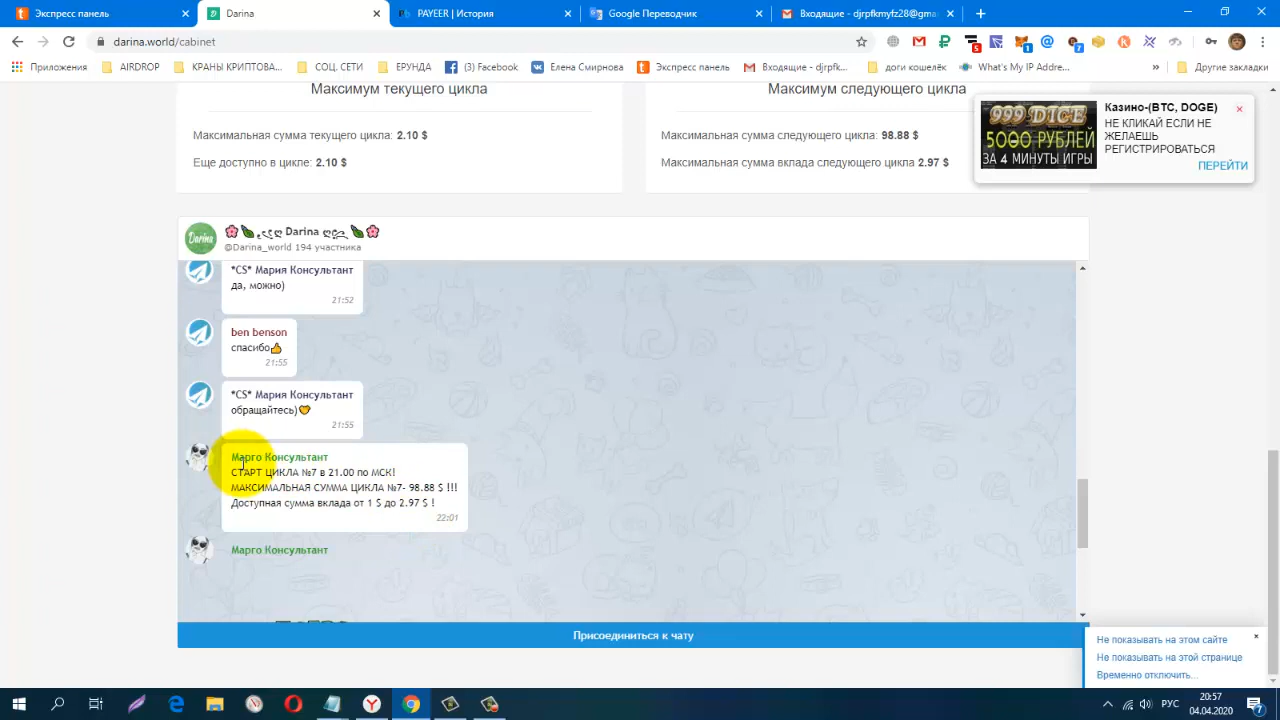 Экспресс панель
Darina
PAYEER | История
Google Переводчик
Входящие - djrpfkmyfz28@gma
darina.world/cabinet
Приложения
AIRDROP
КРАНЫ КРИПТОВА...
СОЦ. СЕТИ
ЕРУНДА
(3) Facebook
Елена Смирнова
Экспресс панель
Входящие - djrpfk...
доги кошелёк
What's My IP Addre...
»
Другие закладки
Максимум текущего цикла
Максимальная сумма текущего цикла: 2.10 $
Еще доступно в цикле: 2.10 $
Максимум следующего цикла
Максимальная сумма следующего цикла: 98.88 $
Максимальная сумма вклада следующего цикла 2.97 $
999 DICE
5000 РУБЛЕЙ
ЗА 4 МИНУТЫ ИГРЫ
Казино-(BTC, DOGE)
НЕ КЛИКАЙ ЕСЛИ НЕ
ЖЕЛАЕШЬ
РЕГИСТРИРОВАТЬСЯ
ПЕРЕЙТИ
Darina
Darina
@Darina_world 194 участника
*CS* Мария Консультант
да, можно)
21:52
ben benson
спасибо👍
21:55
*CS* Мария Консультант
обращайтесь)💛
21:55
Марго Консультант
СТАРТ ЦИКЛА №7 в 21.00 по МСК!
МАКСИМАЛЬНАЯ СУММА ЦИКЛА №7- 98.88 $ !!!
Доступная сумма вклада от 1 $ до 2.97 $ !
22:01
Марго Консультант
Присоединиться к чату
Не показывать на этом сайте
Не показывать на этой странице
Временно отключить...
РУС
20:57
04.04.2020